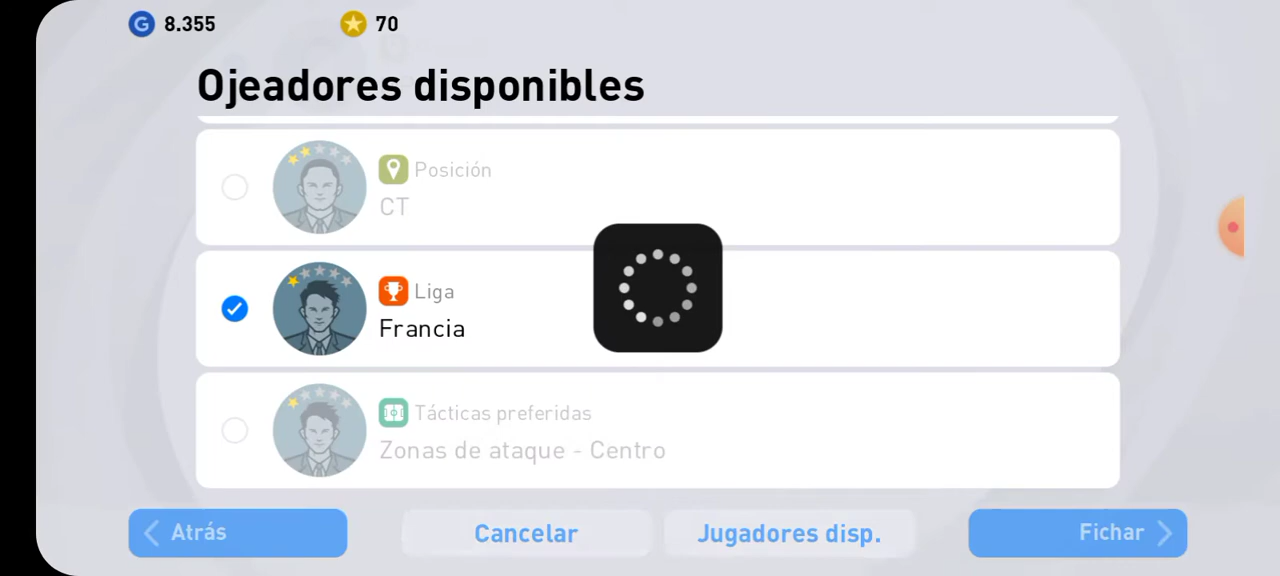 G 8.355
70
Ojeadores disponibles
Posición
CT
Liga
Francia
Tácticas preferidas
Zonas de ataque - Centro
Atrás
Cancelar
Jugadores disp.
Fichar